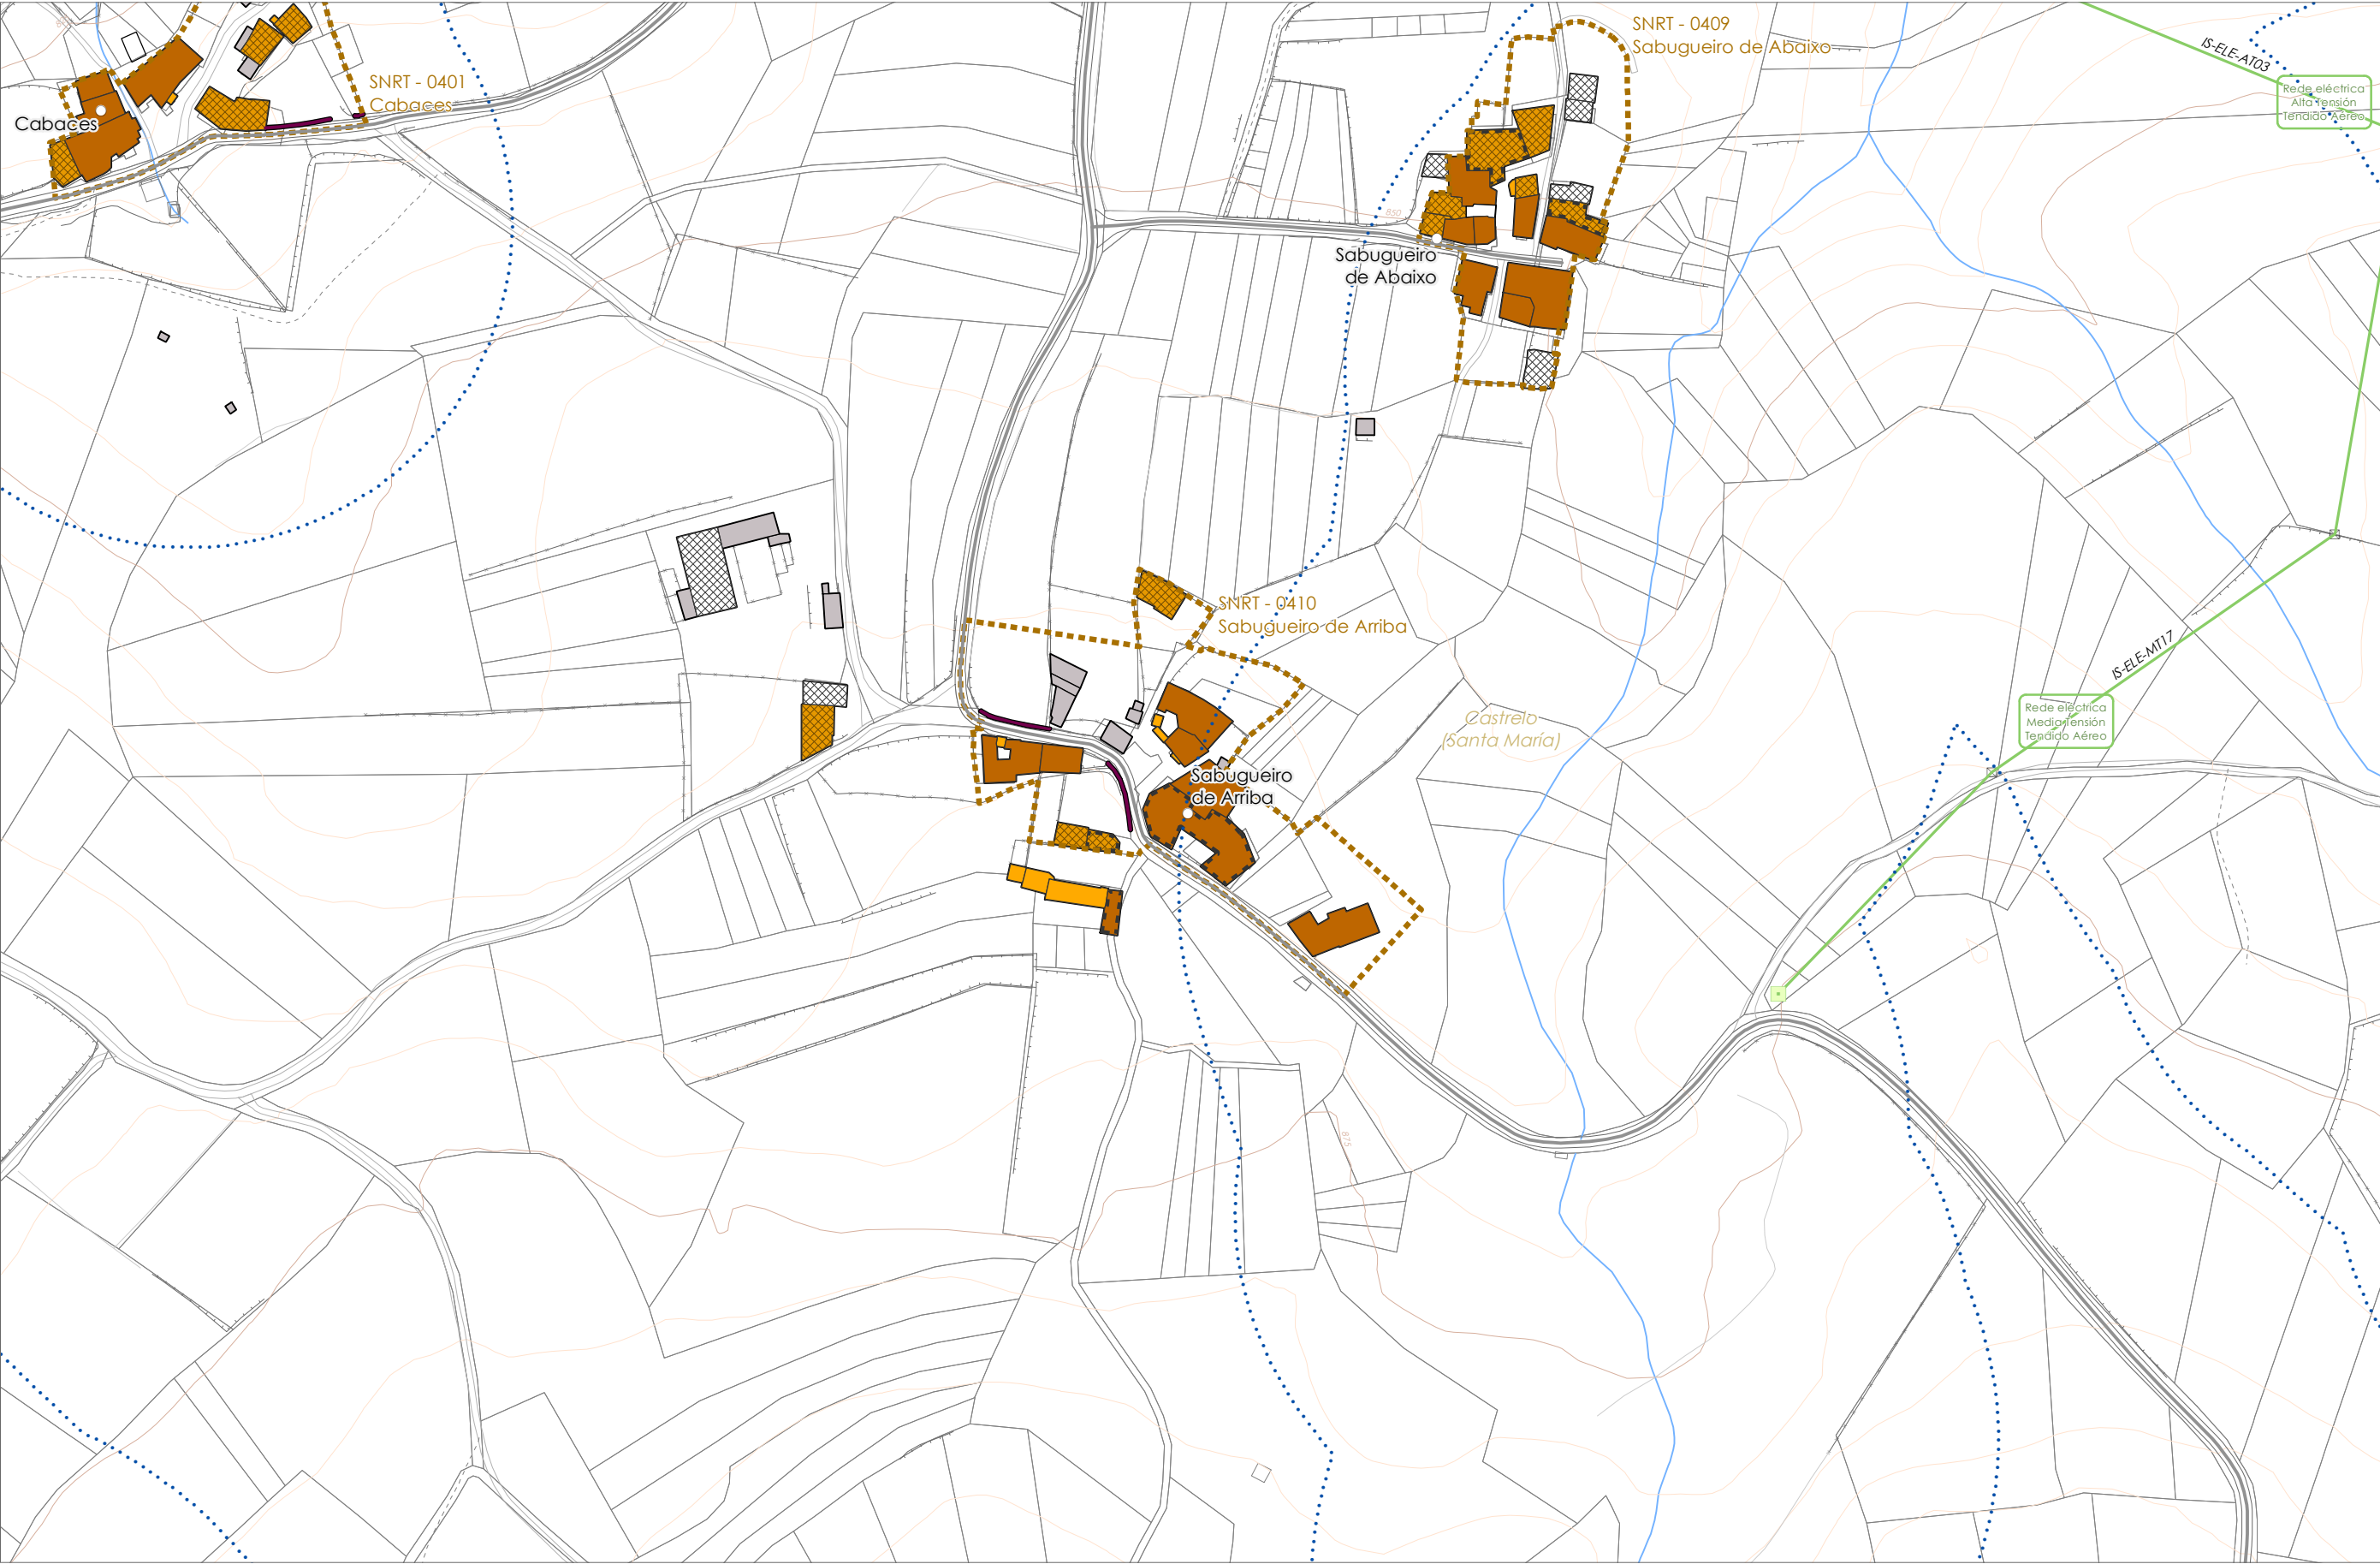 SNRT - 0409
Sabugueiro de Abaixo
IS-ELE-AT03
Rede eléctrica
Alta Tensión
Tendido Aéreo
SNRT - 0401
Cabaces
Cabaces
850
Sabugueiro
de Abaixo
SNRT - 0410
Sabugueiro de Arriba
IS-ELE-MT17
Rede eléctrica
Media Tensión
Tendido Aéreo
Castrelo
(Santa María)
Sabugueiro
de Arriba
875